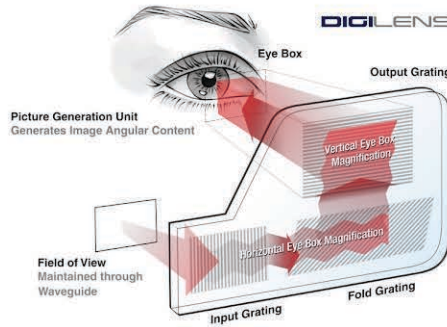 DIGILENS
Eye Box
Output Grating
Picture Generation Unit
Generates Image Angular Content
Vertical Eye Box
Magnification
Horizontal Eye Box Magnification
Field of View
Maintained through
Waveguide
Input Grating
Fold Grating